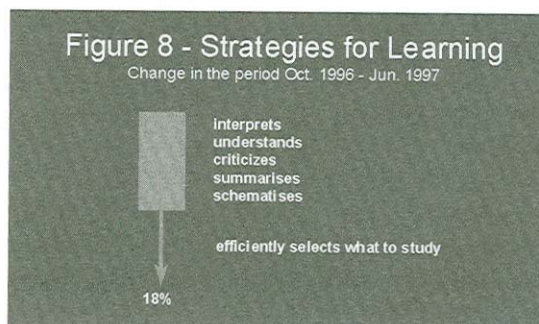 Figure 8 - Strategies for Learning
Change in the period Oct. 1996 - Jun. 1997
interprets
understands
criticizes
summarises
schematises
efficiently selects what to study
18%